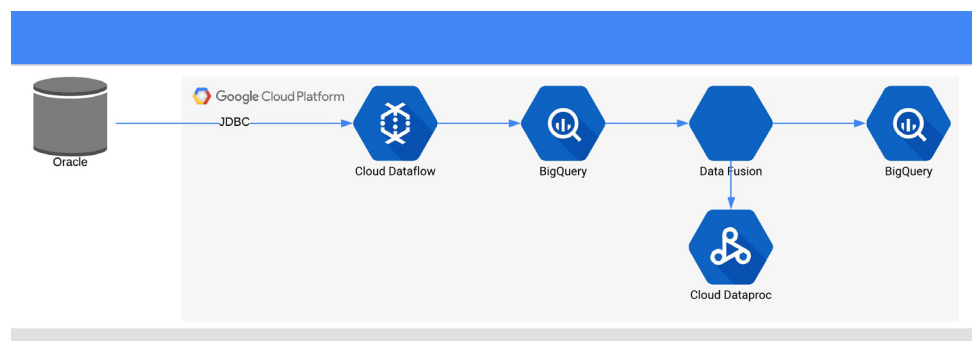 Google Cloud Platform
JDBC
Oracle
Cloud Dataflow
BigQuery
Data Fusion
BigQuery
Cloud Dataproc